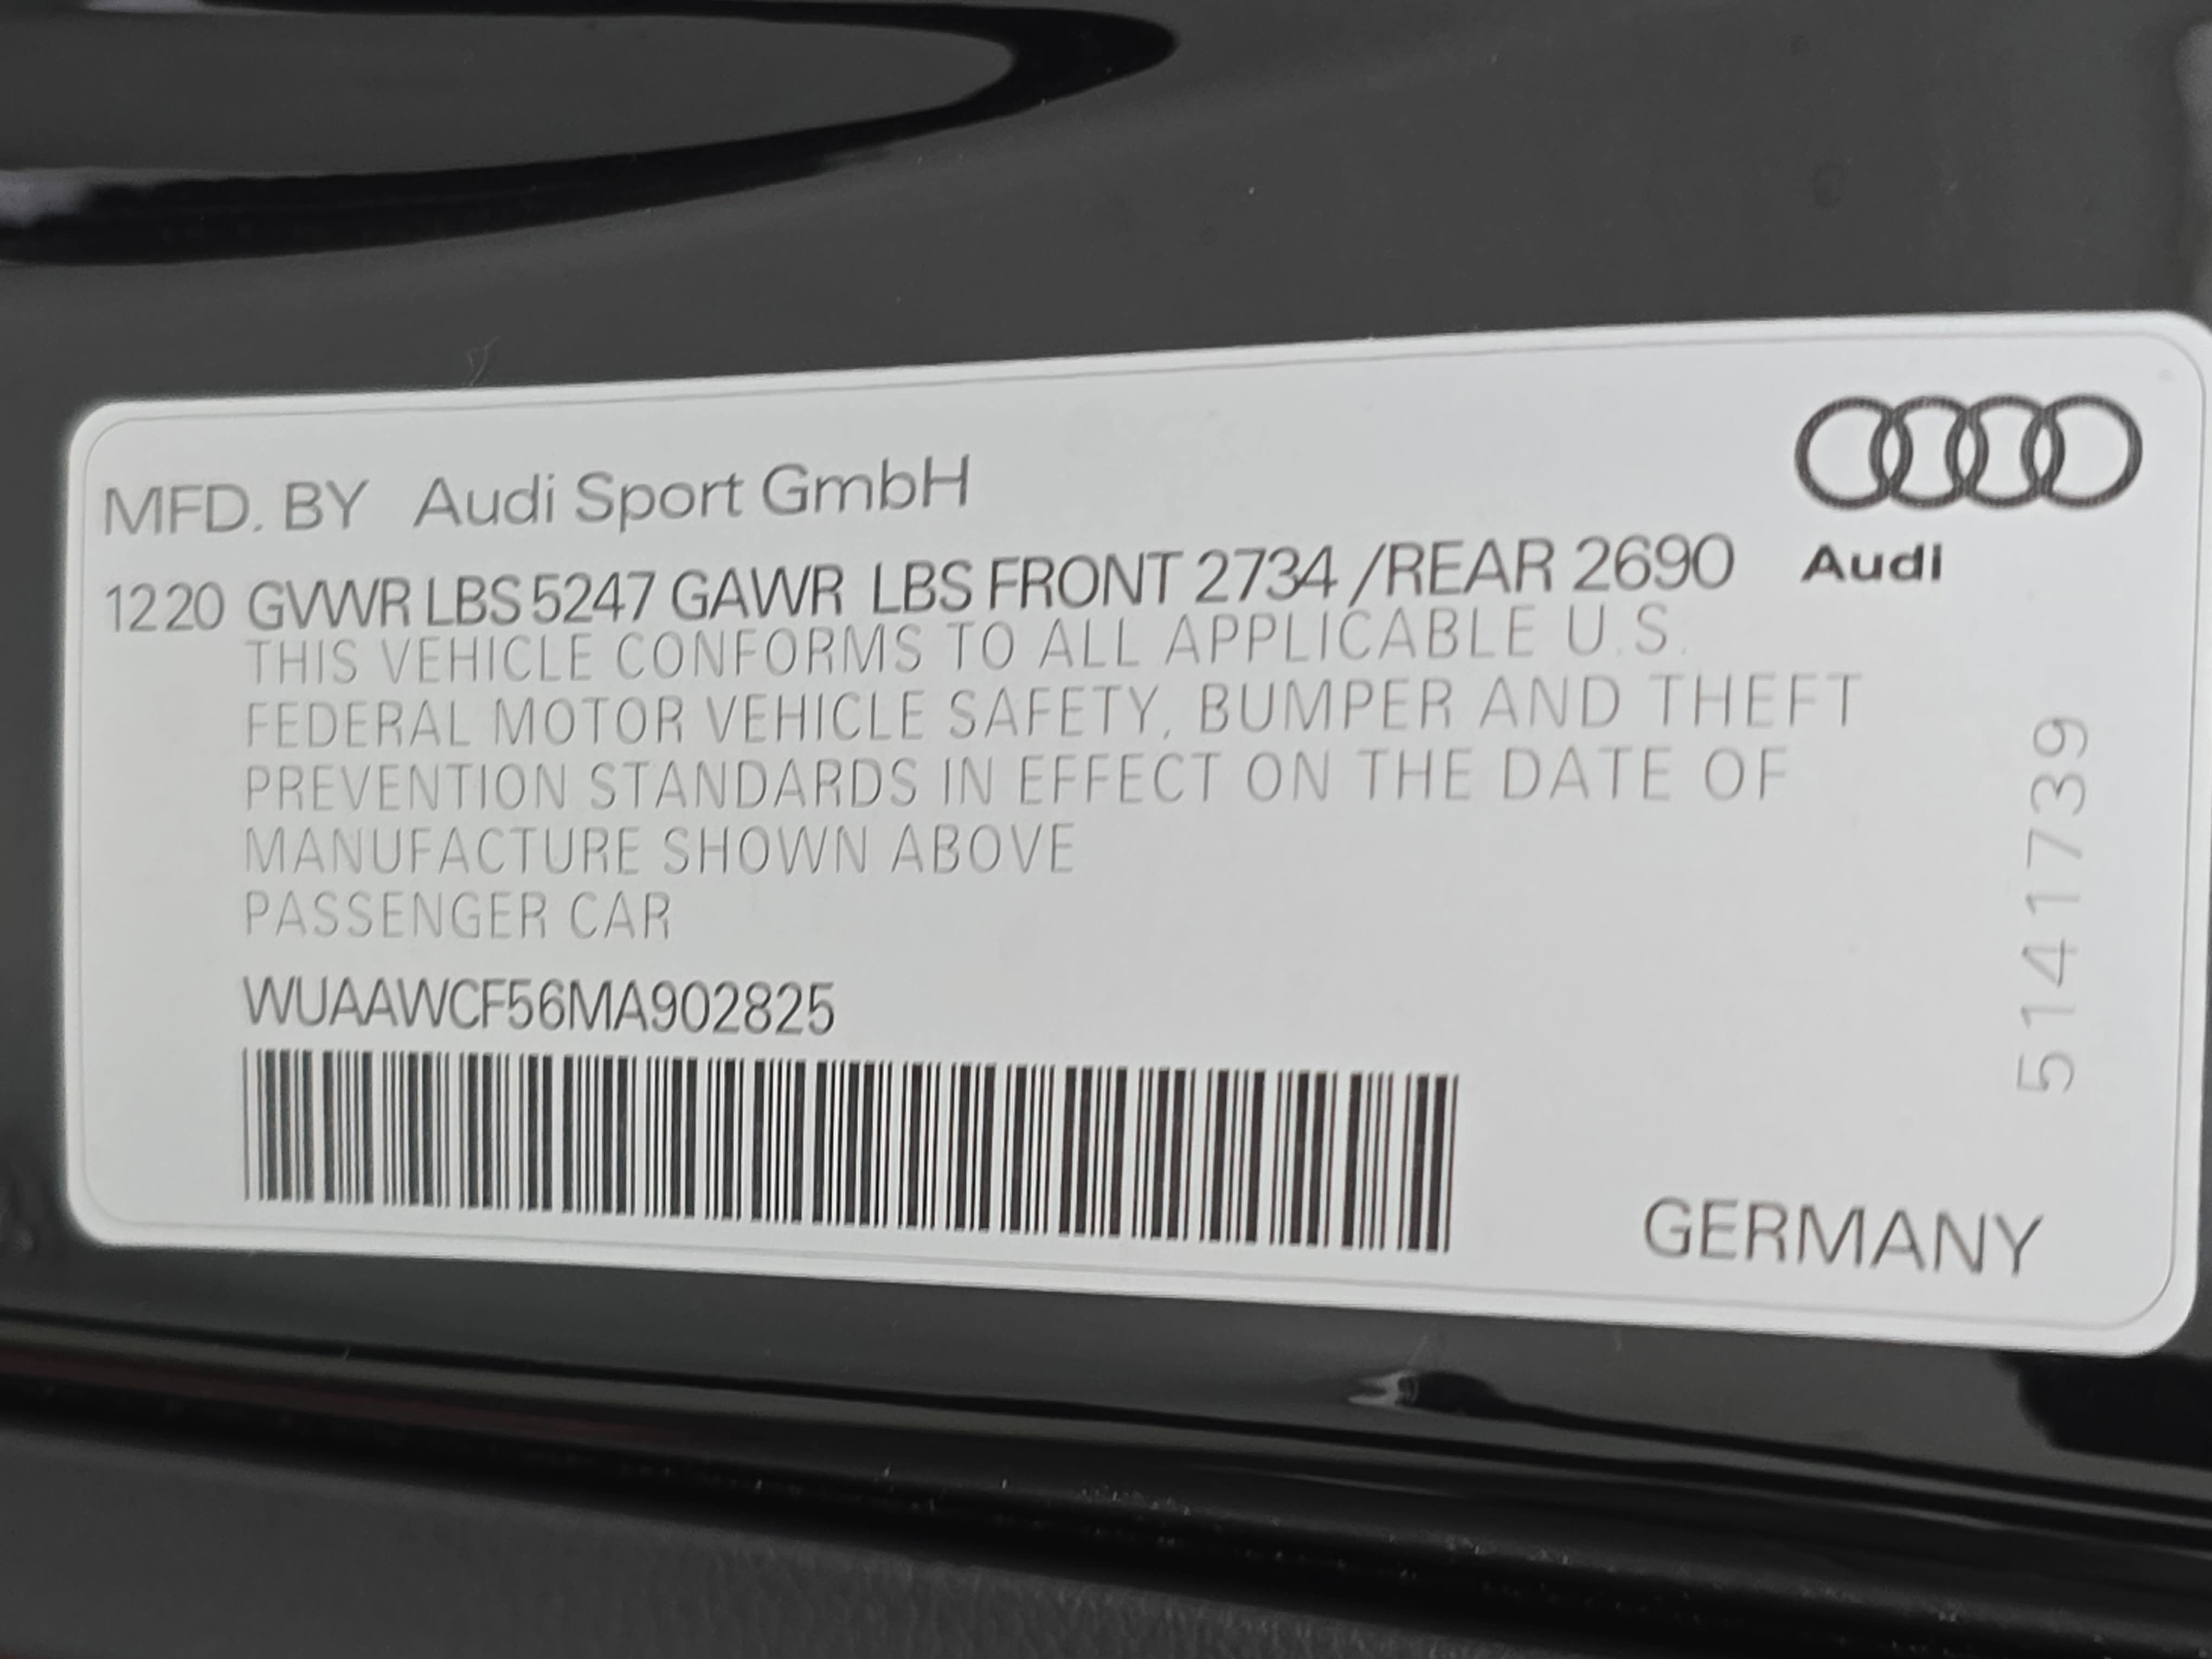 MFD. BY Audi Sport GmbH
1220 GVWR LBS 5247 GAWR LBS FRONT 2734 /REAR 2690
Audi
THIS VEHICLE CONFORMS TO ALL APPLICABLE U.S.
FEDERAL MOTOR VEHICLE SAFETY, BUMPER AND THEFT
PREVENTION STANDARDS IN EFFECT ON THE DATE OF
MANUFACTURE SHOWN ABOVE
PASSENGER CAR
WUAAWCF56MA902825
5141739
GERMANY